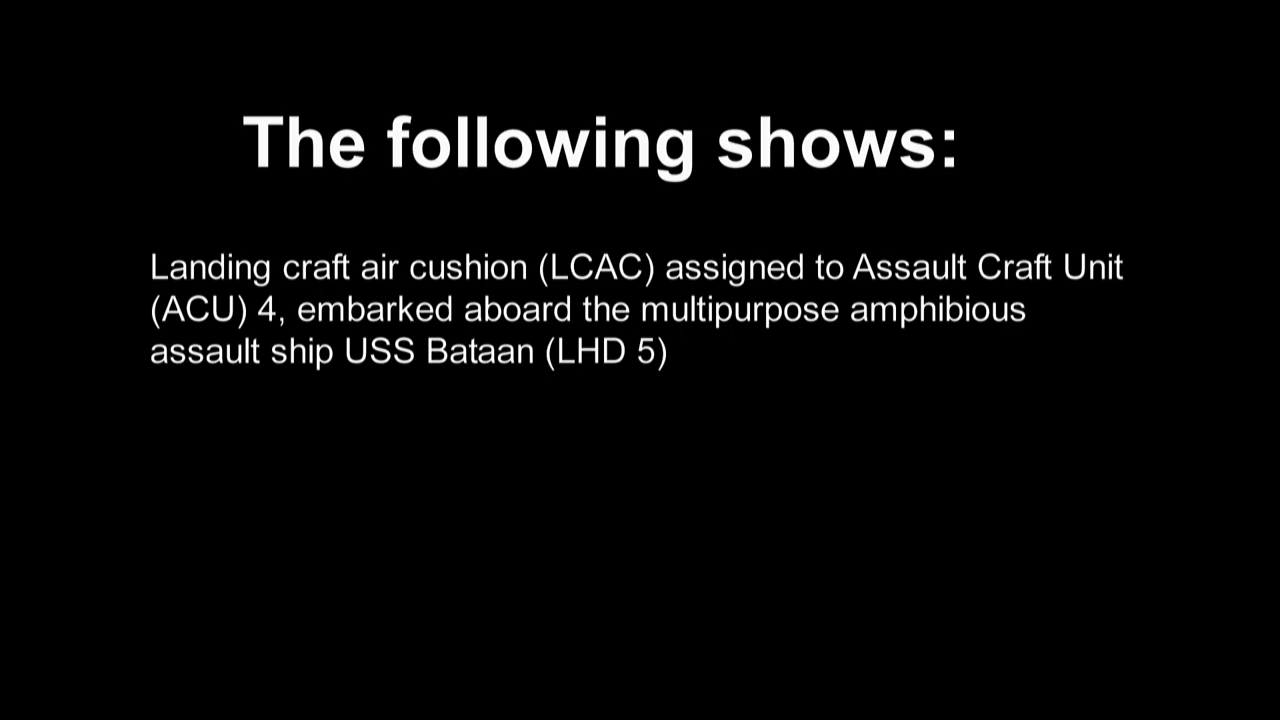 The following shows:
Landing craft air cushion (LCAC) assigned to Assault Craft Unit
(ACU) 4, embarked aboard the multipurpose amphibious
assault ship USS Bataan (LHD 5)